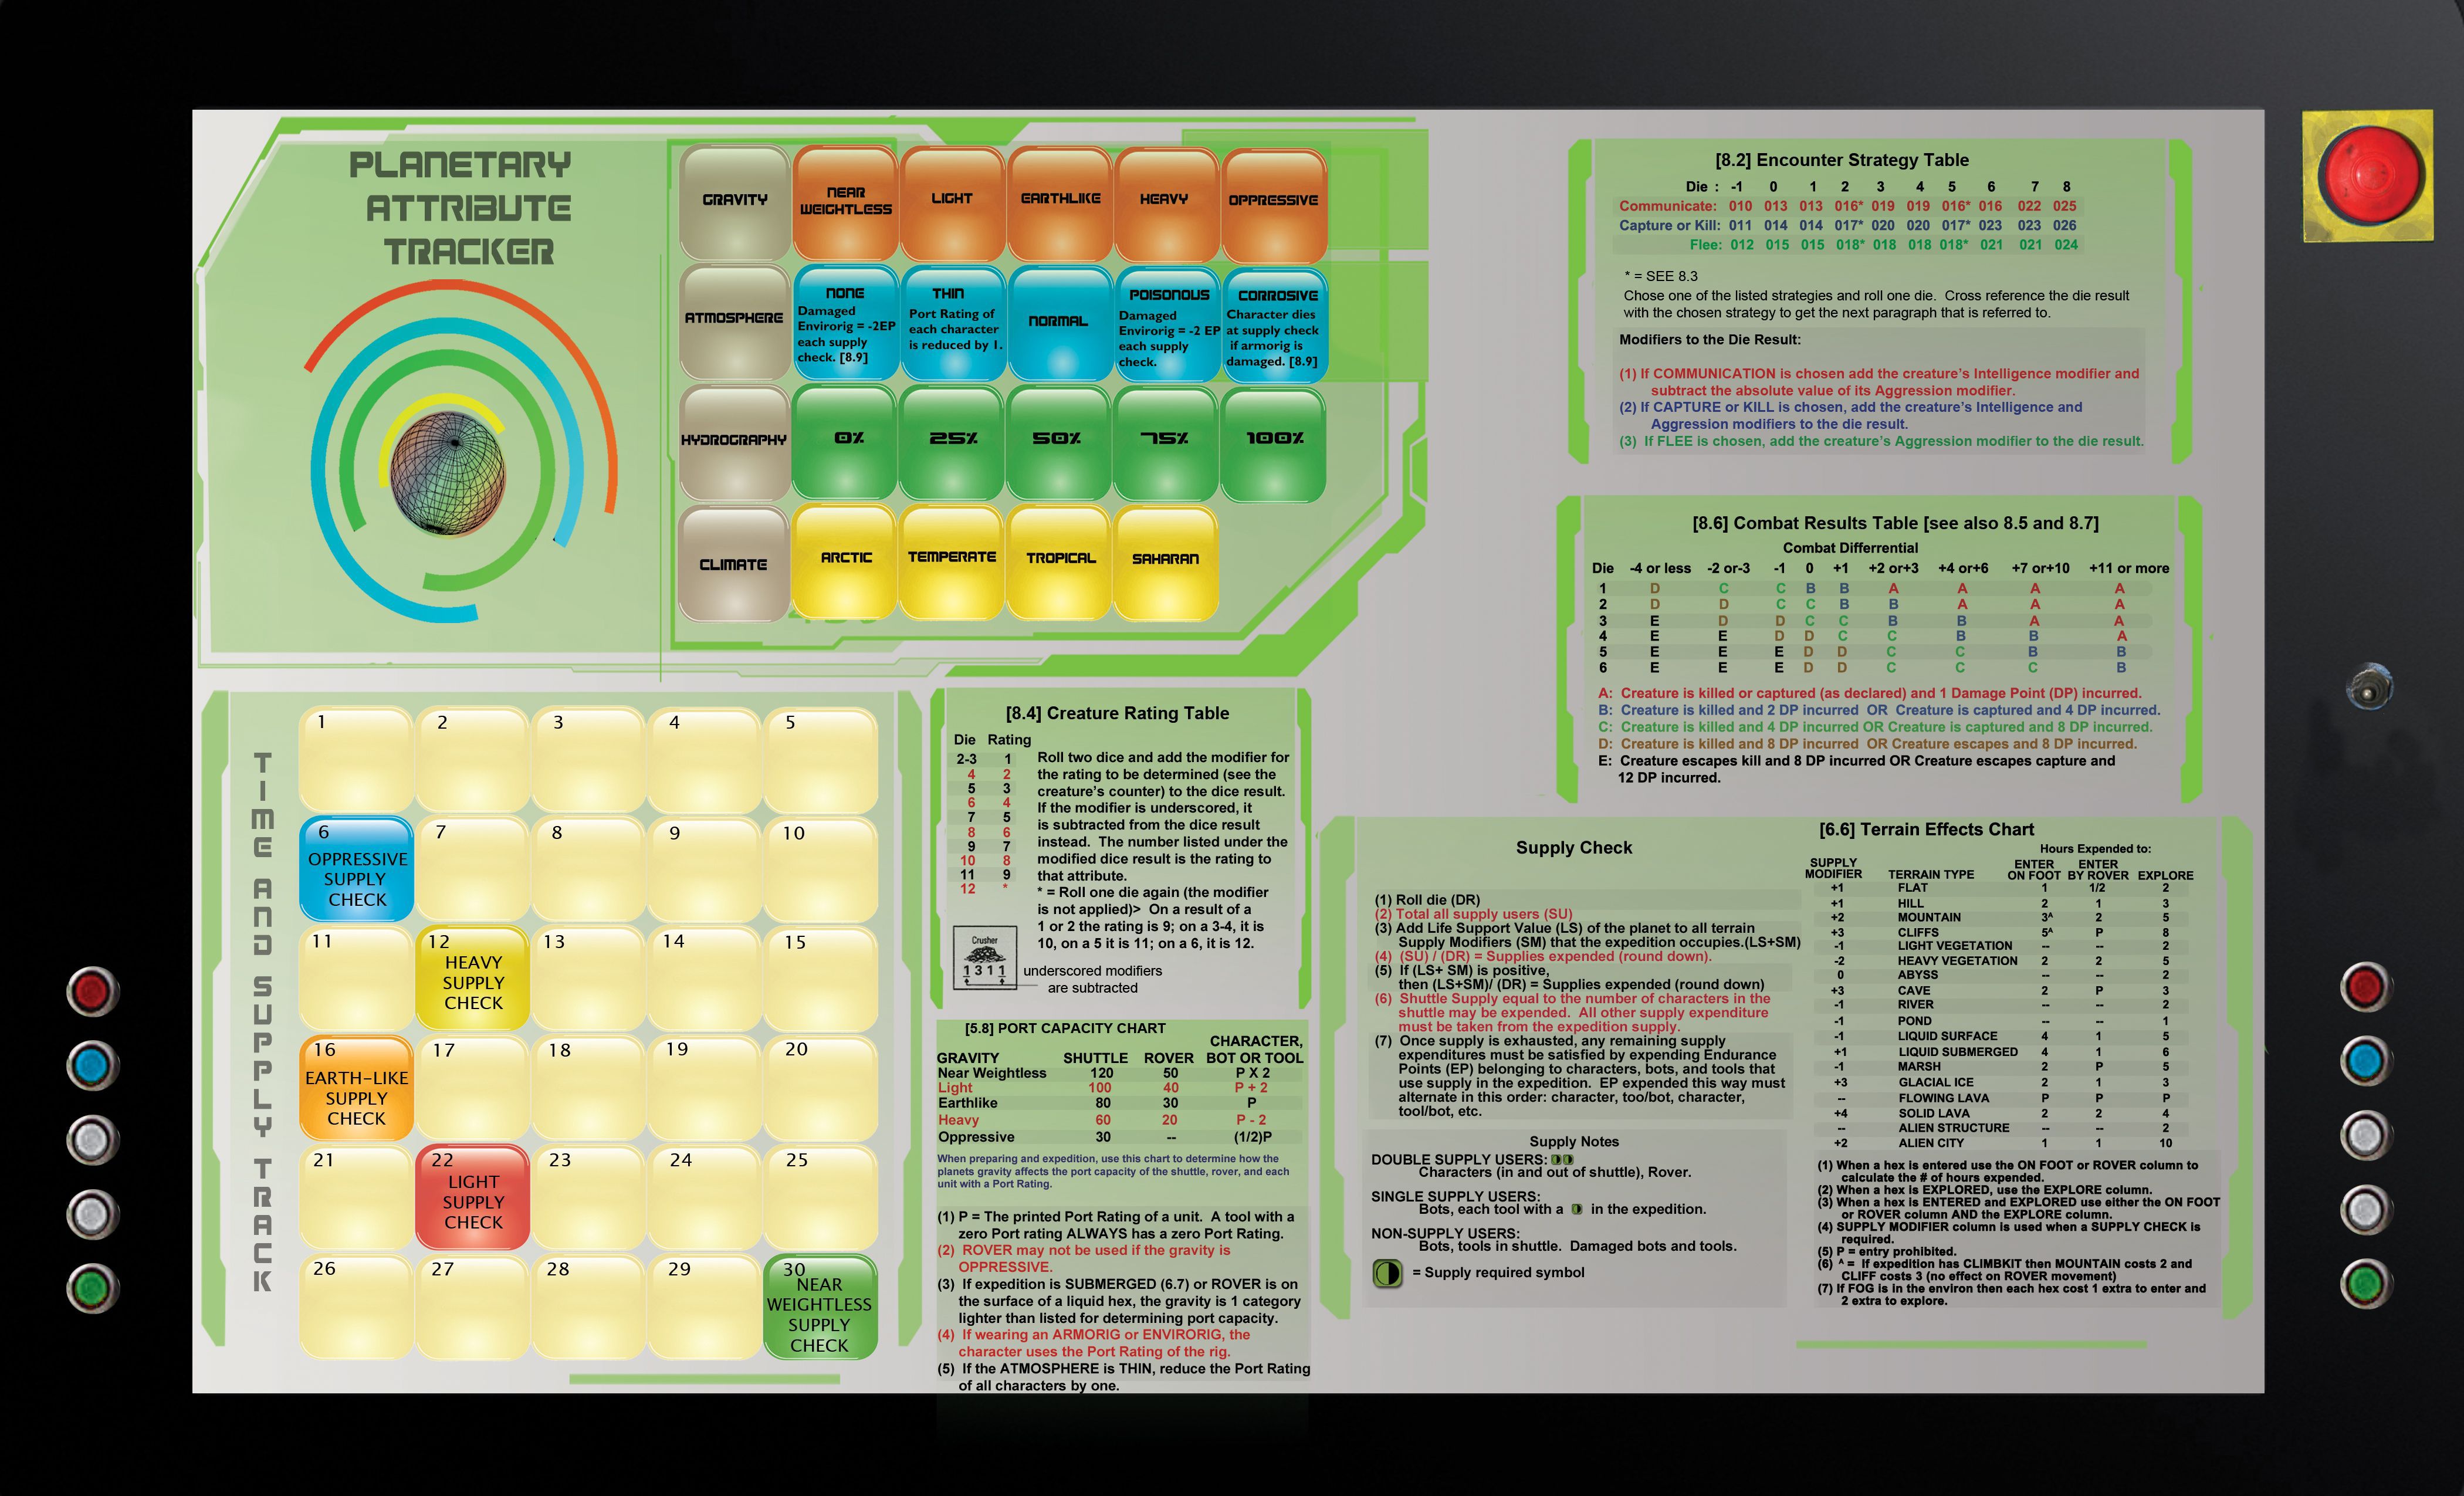 PLANETARY
ATTRIBUTE
TRACKER
GRAVITY
NEAR
WEIGHTLESS
LIGHT
EARTHLIKE
HEAVY
OPPRESSIVE
ATMOSPHERE
NONE
Damaged
Envirorig = -2EP
each supply
check. [8.9]
THIN
Port Rating of
each character
is reduced by 1.
NORMAL
POISONOUS
Damaged
Envirorig = -2 EP
each supply
check.
CORROSIVE
Character dies
at supply check
if armorig is
damaged. [8.9]
HYDROGRAPHY
0%
25%
50%
75%
100%
CLIMATE
ARCTIC
TEMPERATE
TROPICAL
SAHARAN
[8.2] Encounter Strategy Table
Die : -1 0 1 2 3 4 5 6 7 8
Communicate: 010 013 013 016* 019 019 016* 016 022 025
Capture or Kill: 011 014 014 017* 020 020 017* 023 023 026
Flee: 012 015 015 018* 018 018 018* 021 021 024
* = SEE 8.3
Chose one of the listed strategies and roll one die. Cross reference the die result
with the chosen strategy to get the next paragraph that is referred to.
Modifiers to the Die Result:
(1) If COMMUNICATION is chosen add the creature's Intelligence modifier and
subtract the absolute value of its Aggression modifier.
(2) If CAPTURE or KILL is chosen, add the creature's Intelligence and
Aggression modifiers to the die result.
(3) If FLEE is chosen, add the creature's Aggression modifier to the die result.
[8.6] Combat Results Table [see also 8.5 and 8.7]
Combat Differential
Die -4 or less -2 or-3 -1 0 +1 +2 or+3 +4 or+6 +7 or+10 +11 or more
1 D C C B B A A A A
2 D D C C B B A A A
3 E D D C C B B A A
4 E E D D C C B B A
5 E E E D D C C B B
6 E E E D D C C C B
A: Creature is killed or captured (as declared) and 1 Damage Point (DP) incurred.
B: Creature is killed and 2 DP incurred OR Creature is captured and 4 DP incurred.
C: Creature is killed and 4 DP incurred OR Creature is captured and 8 DP incurred.
D: Creature is killed and 8 DP incurred OR Creature escapes and 8 DP incurred.
E: Creature escapes kill and 8 DP incurred OR Creature escapes capture and
12 DP incurred.
TIME AND SUPPLY TRACK
1 2 3 4 5
6 7 8 9 10
OPPRESSIVE
SUPPLY
CHECK
11 12 13 14 15
HEAVY
SUPPLY
CHECK
16 17 18 19 20
EARTH-LIKE
SUPPLY
CHECK
21 22 23 24 25
LIGHT
SUPPLY
CHECK
26 27 28 29 30
NEAR
WEIGHTLESS
SUPPLY
CHECK
[8.4] Creature Rating Table
Die Rating
2-3 1
4 2
5 3
6 4
7 5
8 6
9 7
10 8
11 9
12 *
Roll two dice and add the modifier for
the rating to be determined (see the
creature's counter) to the dice result.
If the modifier is underscored, it
is subtracted from the dice result
instead. The number listed under the
modified dice result is the rating to
that attribute.
* = Roll one die again (the modifier
is not applied)> On a result of a
1 or 2 the rating is 9; on a 3-4, it is
10, on a 5 it is 11; on a 6, it is 12.
Crusher
1 3 1 1
underscored modifiers
are subtracted
[5.8] PORT CAPACITY CHART
CHARACTER,
GRAVITY SHUTTLE ROVER BOT OR TOOL
Near Weightless 120 50 P X 2
Light 100 40 P + 2
Earthlike 80 30 P
Heavy 60 20 P - 2
Oppressive 30 -- (1/2)P
When preparing and expedition, use this chart to determine how the
planets gravity affects the port capacity of the shuttle, rover, and each
unit with a Port Rating.
(1) P = The printed Port Rating of a unit. A tool with a
zero Port rating ALWAYS has a zero Port Rating.
(2) ROVER may not be used if the gravity is
OPPRESSIVE.
(3) If expedition is SUBMERGED (6.7) or ROVER is on
the surface of a liquid hex, the gravity is 1 category
lighter than listed for determining port capacity.
(4) If wearing an ARMORIG or ENVIRORIG, the
character uses the Port Rating of the rig.
(5) If the ATMOSPHERE is THIN, reduce the Port Rating
of all characters by one.
Supply Check
(1) Roll die (DR)
(2) Total all supply users (SU)
(3) Add Life Support Value (LS) of the planet to all terrain
Supply Modifiers (SM) that the expedition occupies.(LS+SM)
(4) (SU) / (DR) = Supplies expended (round down).
(5) If (LS+ SM) is positive,
then (LS+SM)/ (DR) = Supplies expended (round down)
(6) Shuttle Supply equal to the number of characters in the
shuttle may be expended. All other supply expenditure
must be taken from the expedition supply.
(7) Once supply is exhausted, any remaining supply
expenditures must be satisfied by expending Endurance
Points (EP) belonging to characters, bots, and tools that
use supply in the expedition. EP expended this way must
alternate in this order: character, too/bot, character,
tool/bot, etc.
Supply Notes
DOUBLE SUPPLY USERS:
Characters (in and out of shuttle), Rover.
SINGLE SUPPLY USERS:
Bots, each tool with a in the expedition.
NON-SUPPLY USERS:
Bots, tools in shuttle. Damaged bots and tools.
= Supply required symbol
[6.6] Terrain Effects Chart
Hours Expended to:
SUPPLY ENTER ENTER
MODIFIER TERRAIN TYPE ON FOOT BY ROVER EXPLORE
+1 FLAT 1 1/2 2
+1 HILL 2 1 3
+2 MOUNTAIN 3^ 2 5
+3 CLIFFS 5^ P 8
-1 LIGHT VEGETATION -- -- 2
-2 HEAVY VEGETATION 2 2 5
0 ABYSS -- -- 2
+3 CAVE 2 P 3
-1 RIVER -- -- 2
-1 POND -- -- 1
-1 LIQUID SURFACE 4 1 5
+1 LIQUID SUBMERGED 4 1 6
-1 MARSH 2 P 5
+3 GLACIAL ICE 2 1 3
-- FLOWING LAVA P P P
+4 SOLID LAVA 2 2 4
-- ALIEN STRUCTURE -- -- 2
+2 ALIEN CITY 1 1 10
(1) When a hex is entered use the ON FOOT or ROVER column to
calculate the # of hours expended.
(2) When a hex is EXPLORED, use the EXPLORE column.
(3) When a hex is ENTERED and EXPLORED use either the ON FOOT
or ROVER column AND the EXPLORE column.
(4) SUPPLY MODIFIER column is used when a SUPPLY CHECK is
required.
(5) P = entry prohibited.
(6) ^ = If expedition has CLIMBKIT then MOUNTAIN costs 2 and
CLIFF costs 3 (no effect on ROVER movement)
(7) If FOG is in the environ then each hex cost 1 extra to enter and
2 extra to explore.